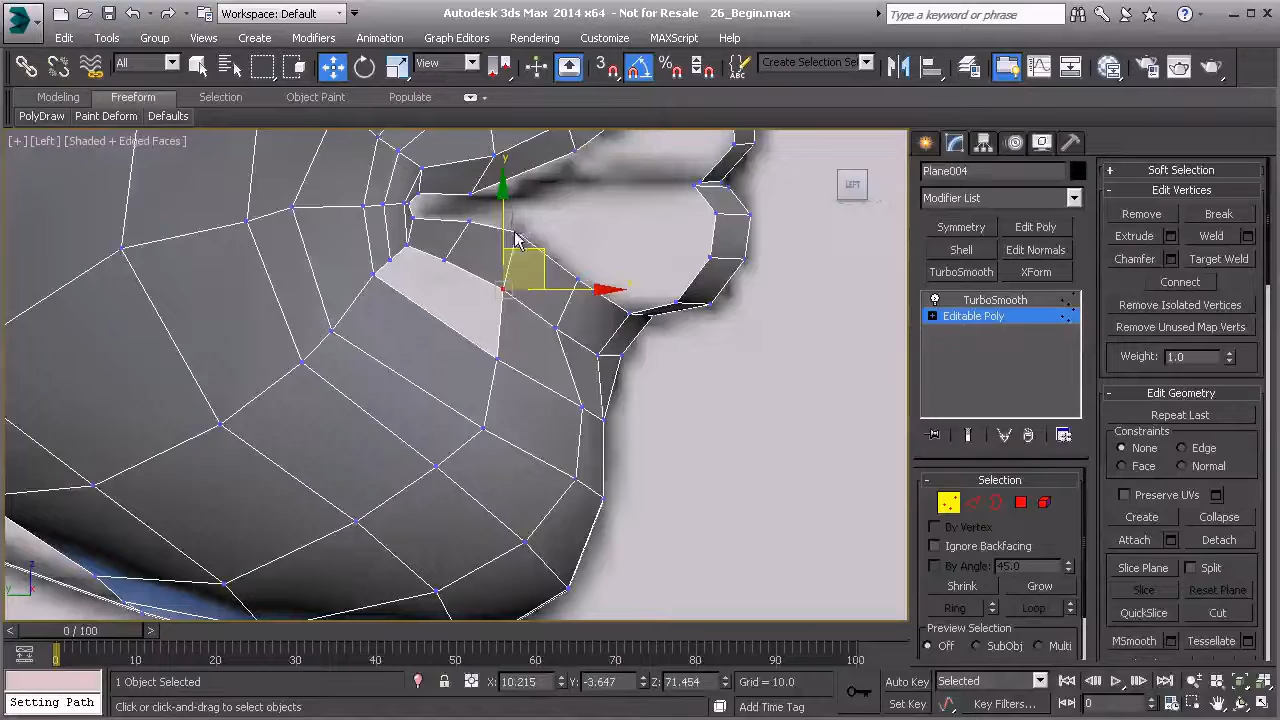 Workspace: Default
Autodesk 3ds Max 2014 x64 - Not for Resale 26_Begin.max
Type a keyword or phrase
Edit Tools Group Views Create Modifiers Animation Graph Editors Rendering Customize MAXScript Help
All View 3 Create Selection Se
Modeling Freeform Selection Object Paint Populate
PolyDraw Paint Deform Defaults
[+] [Left] [Shaded + Edged Faces]
y
LEFT
z
y x
Plane004
Modifier List
Symmetry Edit Poly
Shell Edit Normals
TurboSmooth XForm
TurboSmooth
Editable Poly
Selection
By Vertex
Ignore Backfacing
By Angle: 45.0
Shrink Grow
Ring Loop
Preview Selection
Off SubObj Multi
Soft Selection
Edit Vertices
Remove Break
Extrude Weld
Chamfer Target Weld
Connect
Remove Isolated Vertices
Remove Unused Map Verts
Weight: 1.0
Edit Geometry
Repeat Last
Constraints
None Edge
Face Normal
Preserve UVs
Create Collapse
Attach Detach
Slice Plane Split
Slice Reset Plane
QuickSlice Cut
MSmooth Tessellate
0 / 100
0 10 20 30 40 50 60 70 80 90 100
1 Object Selected X: 10.215 Y: -3.647 Z: 71.454 Grid = 10.0 Auto Key Selected
Setting Path Click or click-and-drag to select objects Add Time Tag Set Key Key Filters... 0